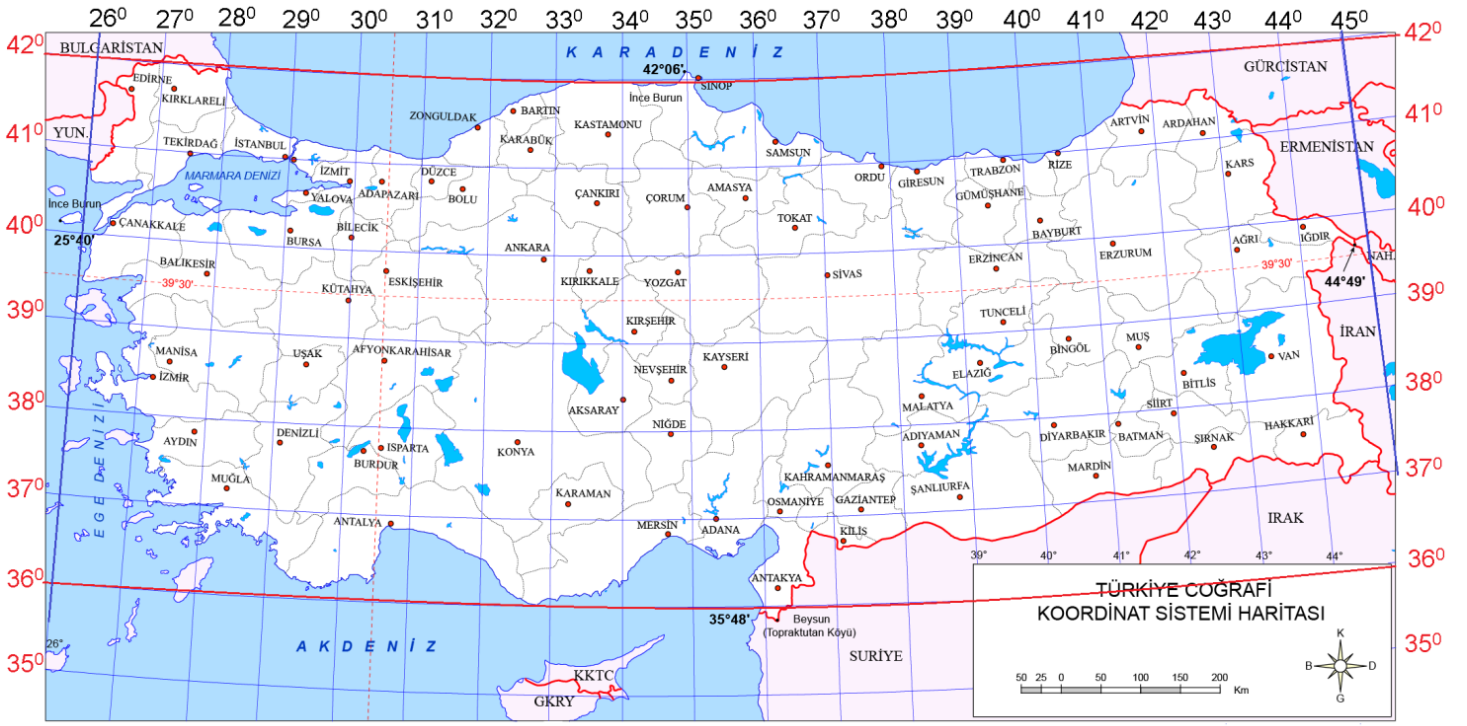 26⁰ 27⁰ 28⁰ 29⁰ 30⁰ 31⁰ 32⁰ 33⁰ 34⁰ 35⁰ 36⁰ 37⁰ 38⁰ 39⁰ 40⁰ 41⁰ 42⁰ 43⁰ 44⁰ 45⁰
42⁰
42⁰
BULGARİSTAN
KARADENİZ
42°06'
GÜRCİSTAN
EDİRNE
KIRKLARELİ
SİNOP
İnce Burun
ZONGULDAK
BARTIN
KASTAMONU
KARABÜK
ARTVİN
ARDAHAN
41⁰
41⁰
YUN.
TEKİRDAĞ
İSTANBUL
SAMSUN
ERMENİSTAN
MARMARA DENİZİ
İZMİT
ADAPAZARI
DÜZCE
BOLU
YALOVA
ORDU
GİRESUN
TRABZON
RİZE
KARS
ÇANKIRI
ÇORUM
AMASYA
GÜMÜŞHANE
İnce Burun
TOKAT
40⁰
40⁰
ÇANAKKALE
25°40'
BURSA
BİLECİK
BAYBURT
ERZURUM
AĞRI
IĞDIR
ANKARA
BALIKESİR
39°30'
ESKİŞEHİR
KÜTAHYA
KIRIKKALE
YOZGAT
SİVAS
ERZİNCAN
39°30'
NAH.
44°49'
39⁰
39⁰
KIRŞEHİR
TUNCELİ
İRAN
MANİSA
UŞAK
AFYONKARAHİSAR
KAYSERİ
BİNGÖL
MUŞ
VAN
İZMİR
NEVŞEHİR
ELAZIĞ
BİTLİS
38⁰
38⁰
AKSARAY
MALATYA
SİİRT
AYDIN
DENİZLİ
ISPARTA
BURDUR
KONYA
NİĞDE
ADIYAMAN
DİYARBAKIR
BATMAN
ŞIRNAK
HAKKARİ
EGE DENİZİ
37⁰
37⁰
MUĞLA
KAHRAMANMARAŞ
MARDİN
KARAMAN
OSMANİYE
GAZİANTEP
ŞANLIURFA
ANTALYA
MERSİN
ADANA
KİLİS
IRAK
39° 40° 41° 42° 43° 44°
36⁰
36⁰
ANTAKYA
35°48'
Beysun
(Topraktutan Köyü)
TÜRKİYE COĞRAFİ
KOORDİNAT SİSTEMİ HARİTASI
26°
AKDENİZ
35⁰
35⁰
SURİYE
KKTC
GKRY
K
B
D
G
50 25 0 50 100 150 200
Km